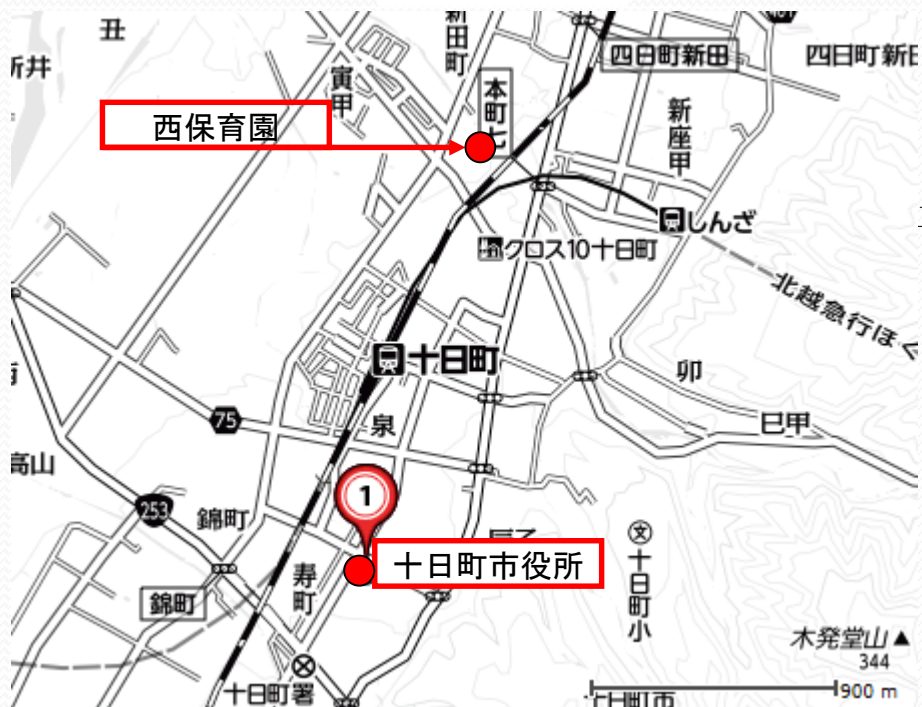 丑
新田町
新井
寅甲
四日町新田
四日町新
本町七
西保育園
新座甲
しんざ
クロス10十日町
北越急行ほく
十日町
卯
泉
巳甲
75
高山
1
253
錦町
十日町市役所
寿町
十日町小
錦町
木発堂山
344
十日町署
900 m
十日町市